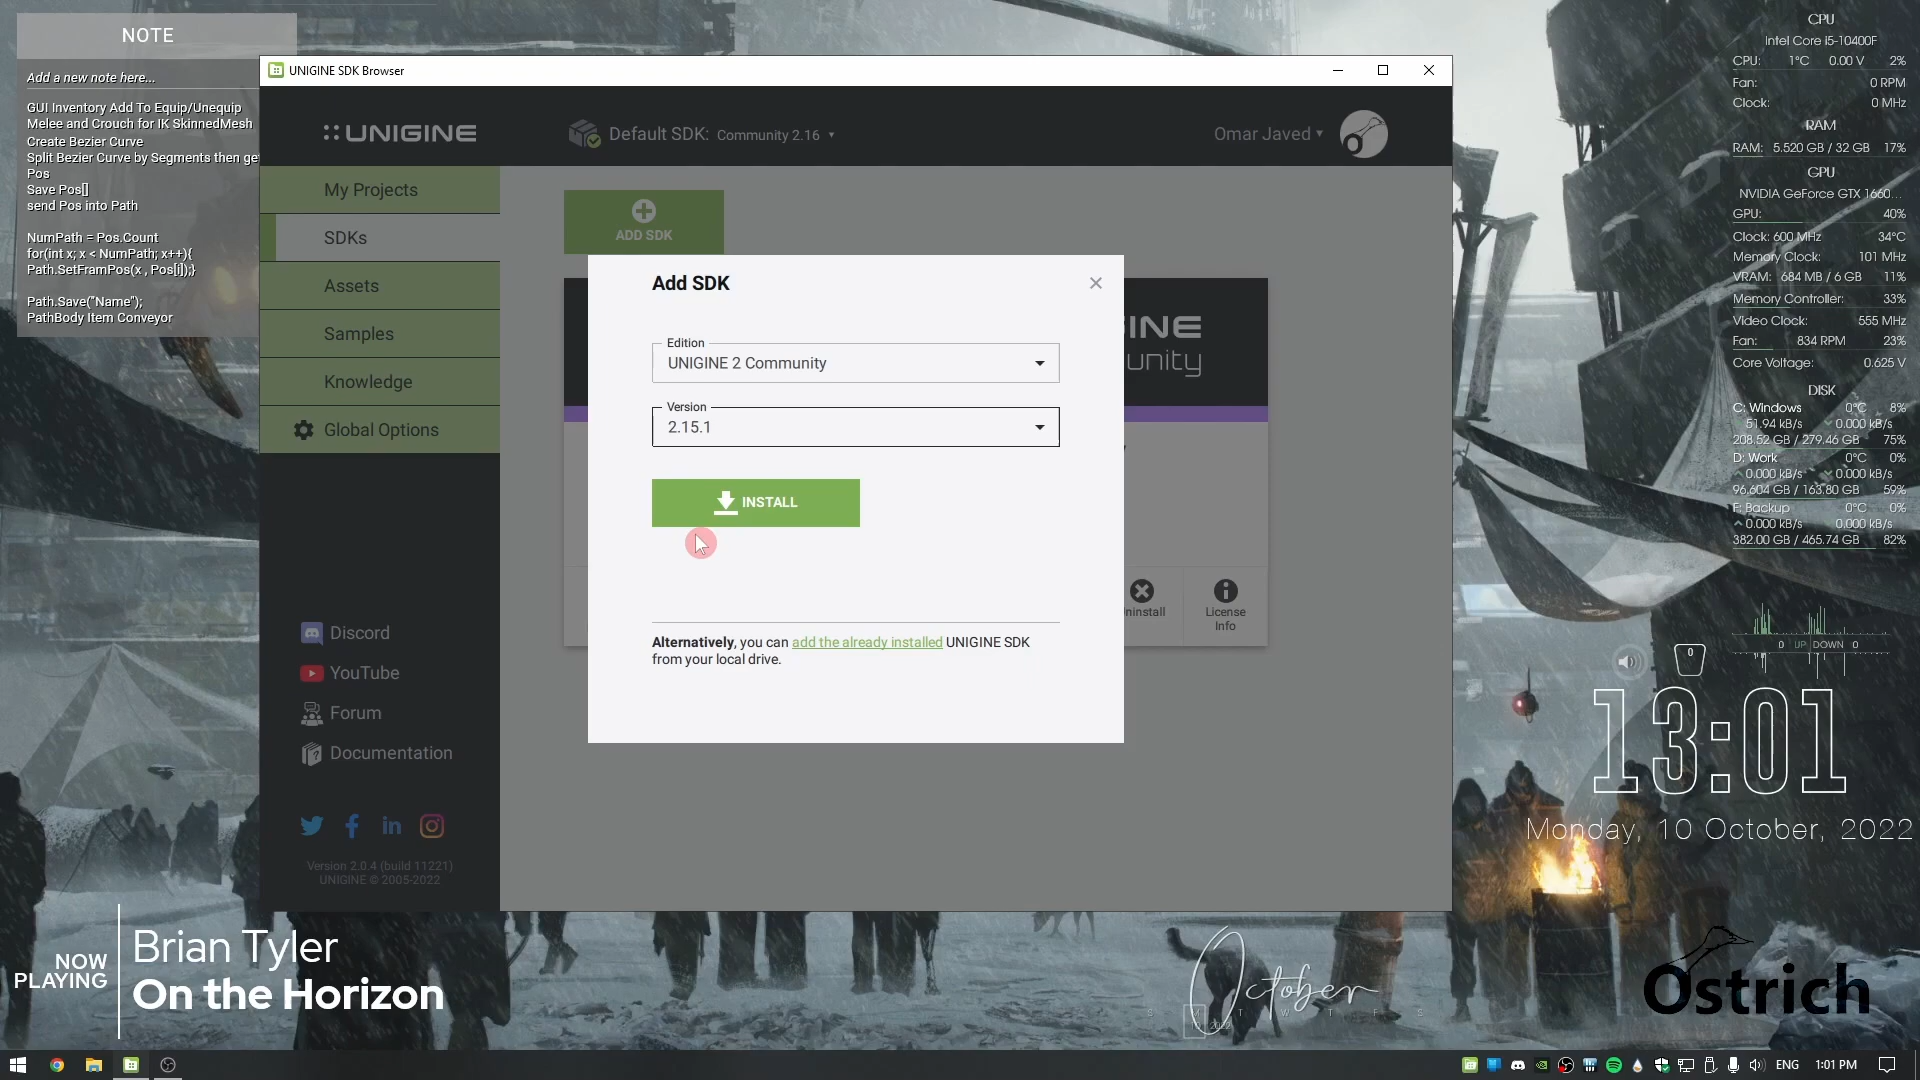 NOTE
Add a new note here...
GUI Inventory Add To Equip/Unequip
Melee and Crouch for IK SkinnedMesh
Create Bezier Curve
Split Bezier Curve by Segments then get
Pos
Save Pos[]
send Pos into Path
NumPath = Pos.Count
for(int x; x < NumPath; x++){
Path.SetFramPos(x , Pos[i]);}
Path.Save("Name");
PathBody Item Conveyor
UNIGINE SDK Browser
UNIGINE
Default SDK: Community 2.16
Omar Javed
My Projects
SDKs
Assets
Samples
Knowledge
Global Options
Discord
YouTube
Forum
Documentation
Version 2.0.4 (build 11221)
UNIGINE © 2005-2022
ADD SDK
Add SDK
Edition
UNIGINE 2 Community
Version
2.15.1
INSTALL
Alternatively, you can add the already installed UNIGINE SDK
from your local drive.
INE
unity
ninstall
License
Info
CPU
Intel Core i5-10400F
CPU: 1°C 0.00 V 2%
Fan: 0 RPM
Clock: 0 MHz
RAM
RAM: 5.520 GB / 32 GB 17%
GPU
NVIDIA GeForce GTX 1660...
GPU: 40%
Clock: 600 MHz 34°C
Memory Clock: 101 MHz
VRAM: 684 MB / 6 GB 11%
Memory Controller: 33%
Video Clock: 555 MHz
Fan: 834 RPM 23%
Core Voltage: 0.625 V
DISK
C: Windows 0°C 8%
51.94 kB/s 0.000 kB/s
208.52 GB / 279.46 GB 75%
D: Work 0°C 0%
0.000 kB/s 0.000 kB/s
96.604 GB / 163.80 GB 59%
F: Backup 0°C 0%
0.000 kB/s 0.000 kB/s
382.00 GB / 465.74 GB 82%
0 UP DOWN 0
0
13:01
Monday, 10 October, 2022
NOW
PLAYING
Brian Tyler
On the Horizon
October
S M T W T F S
Ostrich
ENG
1:01 PM